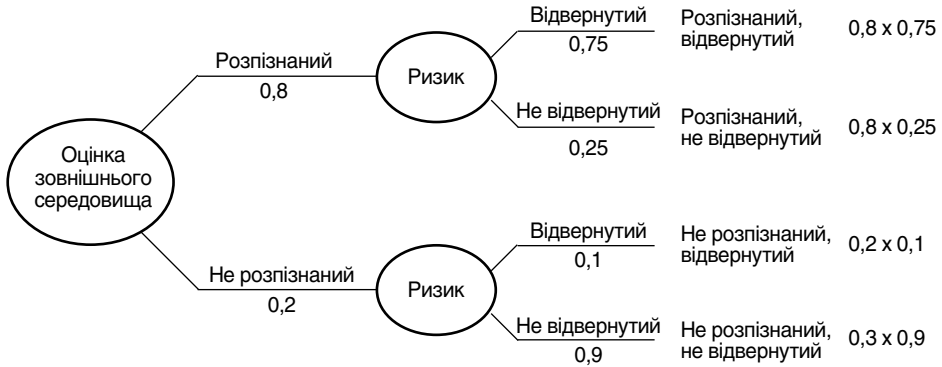 Відвернутий
0,75
Розпізнаний,
відвернутий
0,8 x 0,75
Розпізнаний
0,8
Ризик
Не відвернутий
0,25
Розпізнаний,
не відвернутий
0,8 x 0,25
Оцінка
зовнішнього
середовища
Відвернутий
0,1
Не розпізнаний,
відвернутий
0,2 x 0,1
Не розпізнаний
0,2
Ризик
Не відвернутий
0,9
Не розпізнаний,
не відвернутий
0,3 x 0,9